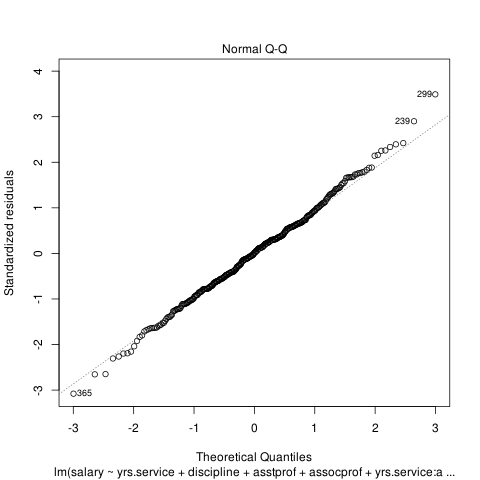 Normal Q-Q
4
3
2
1
0
-1
-2
-3
Standardized residuals
299
239
365
-3 -2 -1 0 1 2 3
Theoretical Quantiles
lm(salary ~ yrs.service + discipline + asstprof + assocprof + yrs.service:a ...